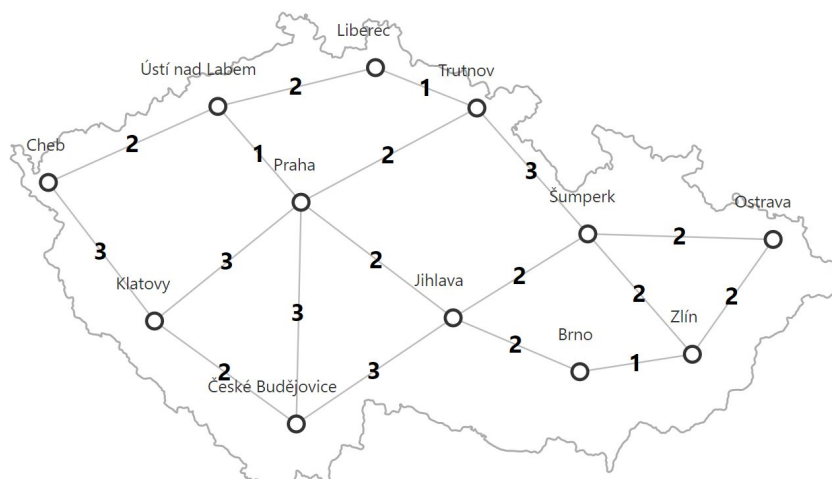 Liberec
Ústí nad Labem
Trutnov
2
1
Cheb
2
1
Praha
2
3
Šumperk
Ostrava
3
3
2
2
2
Klatovy
Jihlava
2
2
Zlín
3
Brno
2
1
2
České Budějovice
3